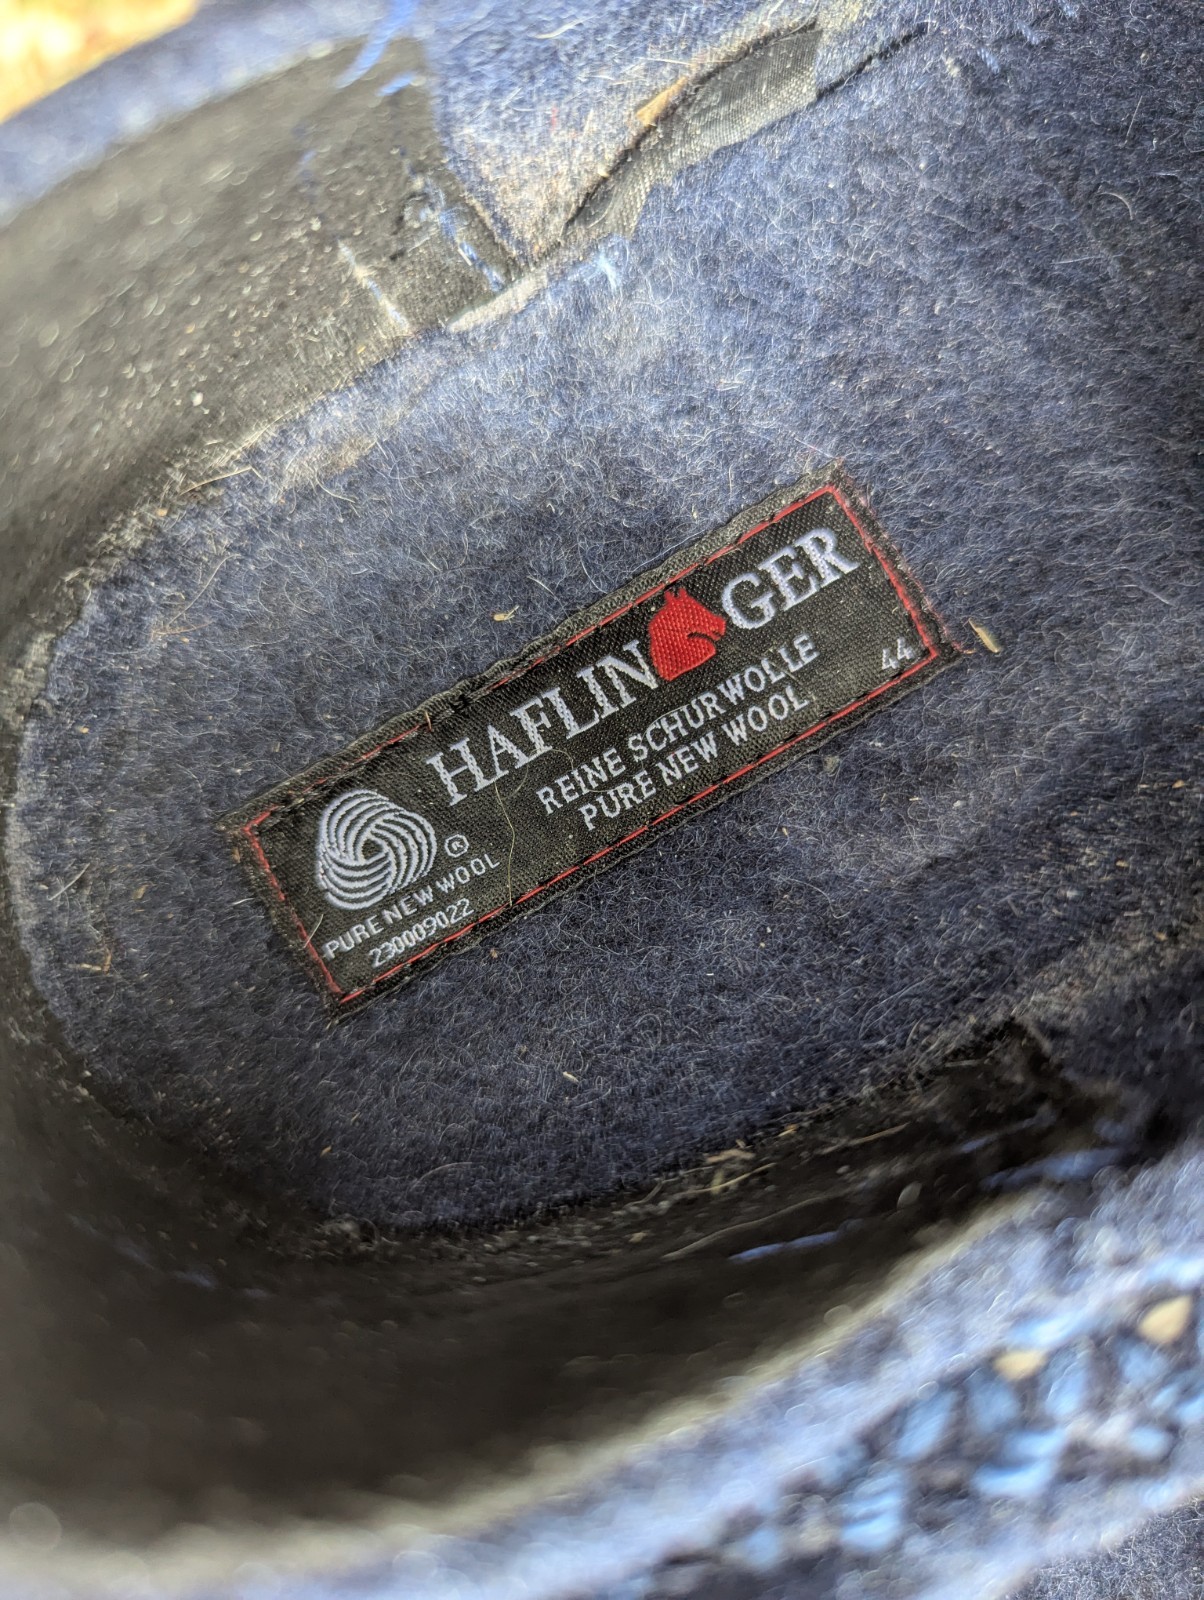 HAFLINGER
REINE SCHURWOLLE
PURE NEW WOOL
44
®
PURE NEW WOOL
230009022